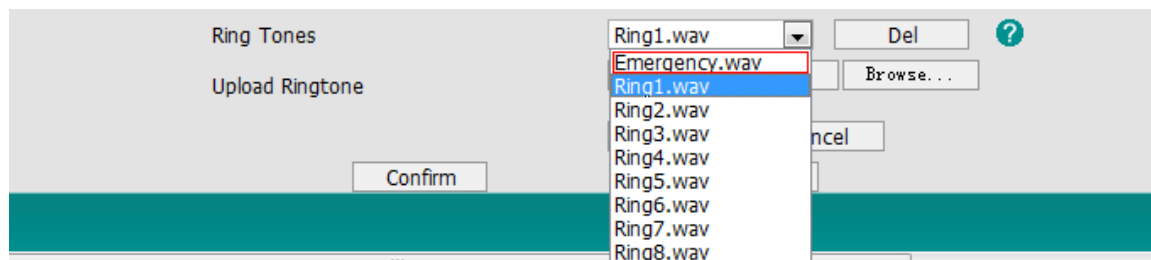 Ring Tones Ring1.wav Del ?
Emergency.wav
Upload Ringtone Browse...
Ring1.wav
Ring2.wav
Ring3.wav ncel
Ring4.wav
Confirm
Ring5.wav
Ring6.wav
Ring7.wav
Ring8.wav